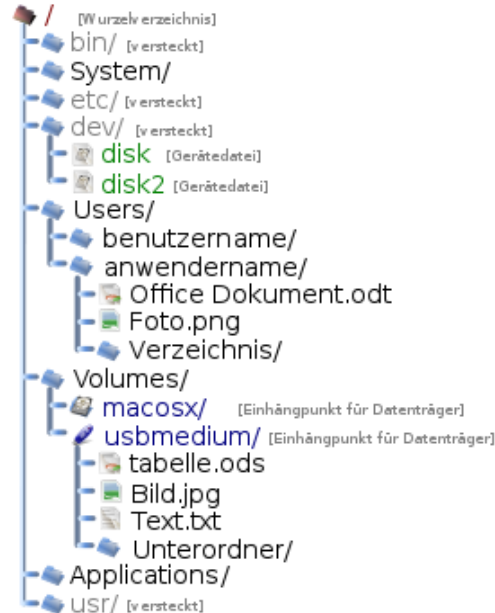 / [Wurzelverzeichnis]
bin/ [versteckt]
System/
etc/ [versteckt]
dev/ [versteckt]
disk [Gerätedatei]
disk2 [Gerätedatei]
Users/
benutzername/
anwendername/
Office Dokument.odt
Foto.png
Verzeichnis/
Volumes/
macosx/ [Einhängpunkt für Datenträger]
usbmedium/ [Einhängpunkt für Datenträger]
tabelle.ods
Bild.jpg
Text.txt
Unterordner/
Applications/
usr/ [versteckt]